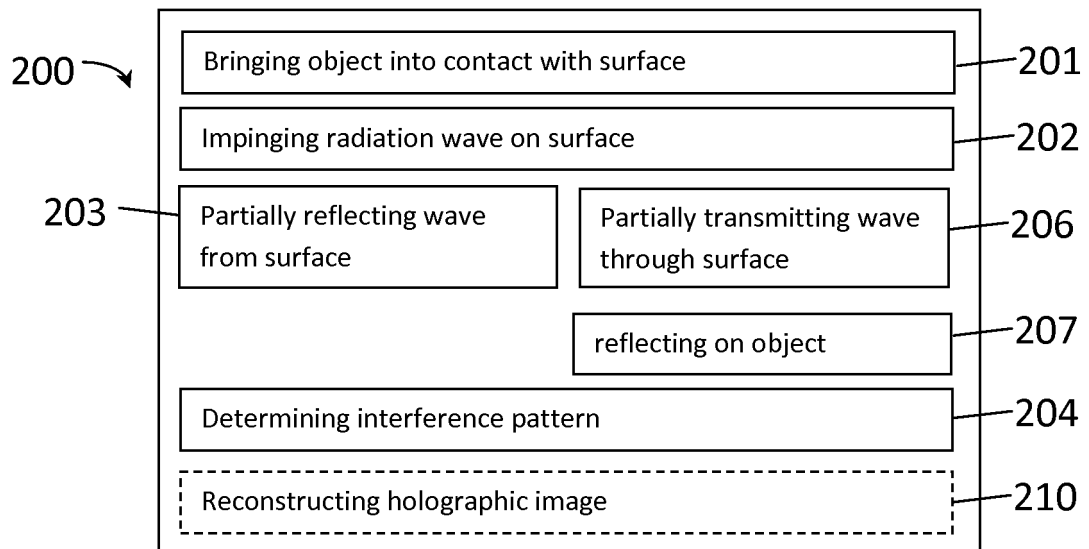 200
Bringing object into contact with surface
201
Impinging radiation wave on surface
202
203
Partially reflecting wave
from surface
Partially transmitting wave
through surface
206
reflecting on object
207
Determining interference pattern
204
Reconstructing holographic image
210